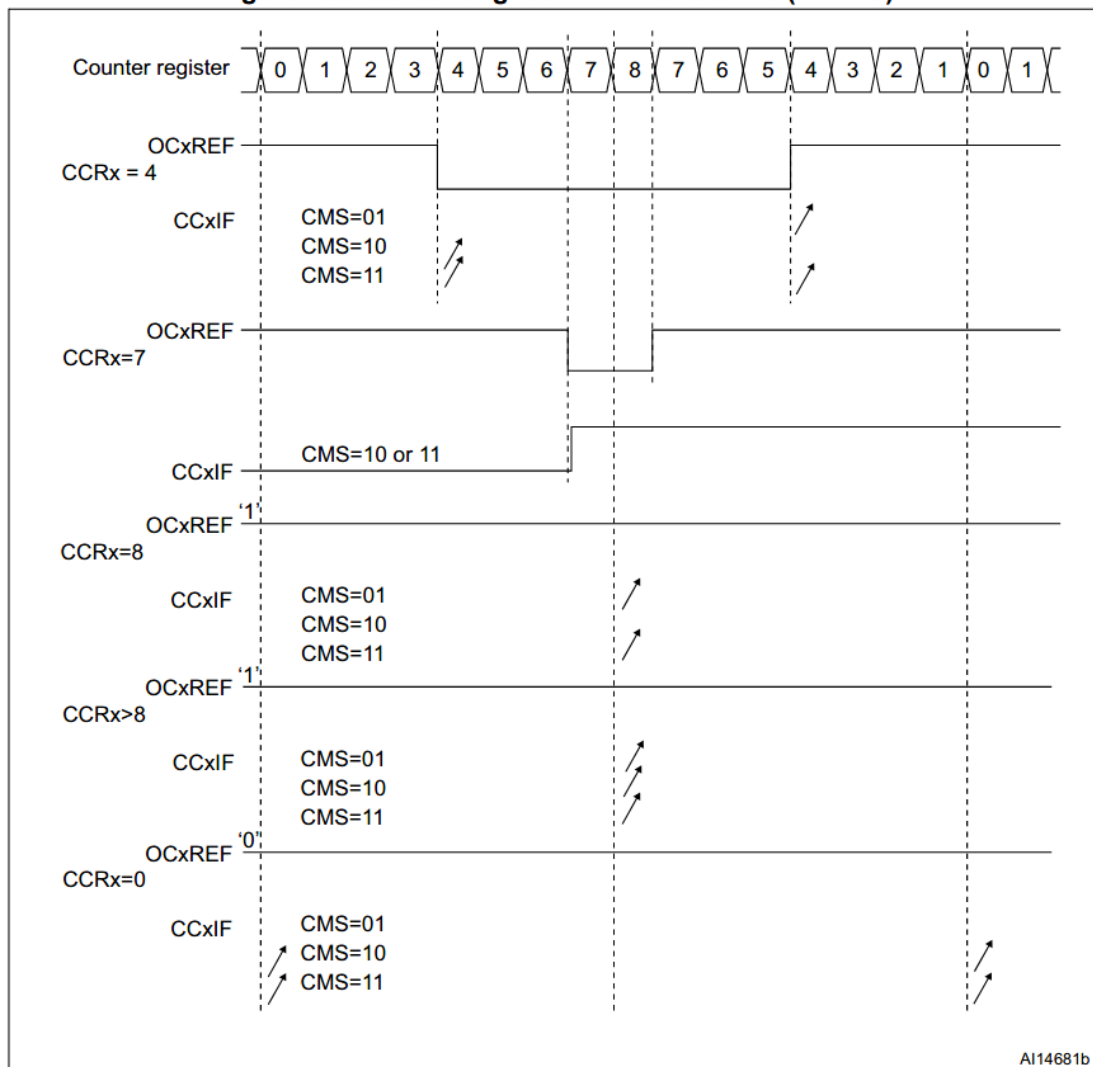 Counter register 0 1 2 3 4 5 6 7 8 7 6 5 4 3 2 1 0 1
OCxREF
CCRx = 4
CCxIF CMS=01
CMS=10
CMS=11
OCxREF
CCRx=7
CMS=10 or 11
CCxIF
OCxREF '1'
CCRx=8
CCxIF CMS=01
CMS=10
CMS=11
OCxREF '1'
CCRx>8
CCxIF CMS=01
CMS=10
CMS=11
OCxREF '0'
CCRx=0
CCxIF CMS=01
CMS=10
CMS=11
AI14681b